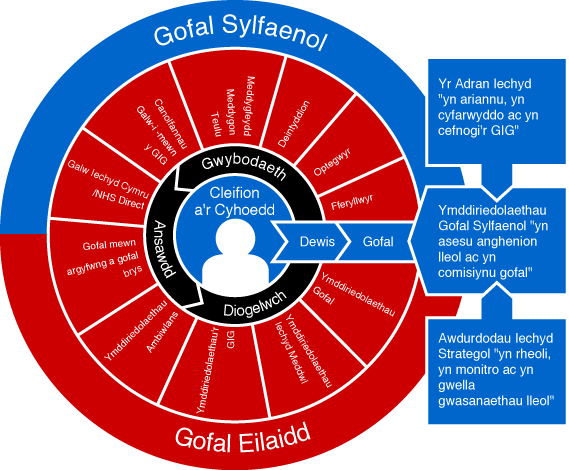 Gofal Sylfaenol
Meddygfeydd
Meddygon
Teulu
Deintyddion
Optegwyr
Fferyllwyr
Canolfannau
Galw-i -mewn
y GIG
Galw Iechyd Cymru
/NHS Direct
Gofal mewn
argyfwng a gofal
brys
Ymddiriedolaethau
Ambiwlans
Ymddiriedolaethau'r
GIG
Ymddiriedolaethau
Iechyd Meddwl
Ymddiriedolaethau
Gofal
Gwybodaeth
Ansawdd
Diogelwch
Cleifion
a'r Cyhoedd
Dewis
Gofal
Gofal Eilaidd
Yr Adran Iechyd
"yn ariannu, yn
cyfarwyddo ac yn
cefnogi'r GIG"
Ymddiriedolaethau
Gofal Sylfaenol "yn
asesu anghenion
lleol ac yn
comisiynu gofal"
Awdurdodau Iechyd
Strategol "yn rheoli,
yn monitro ac yn
gwella
gwasanaethau lleol"